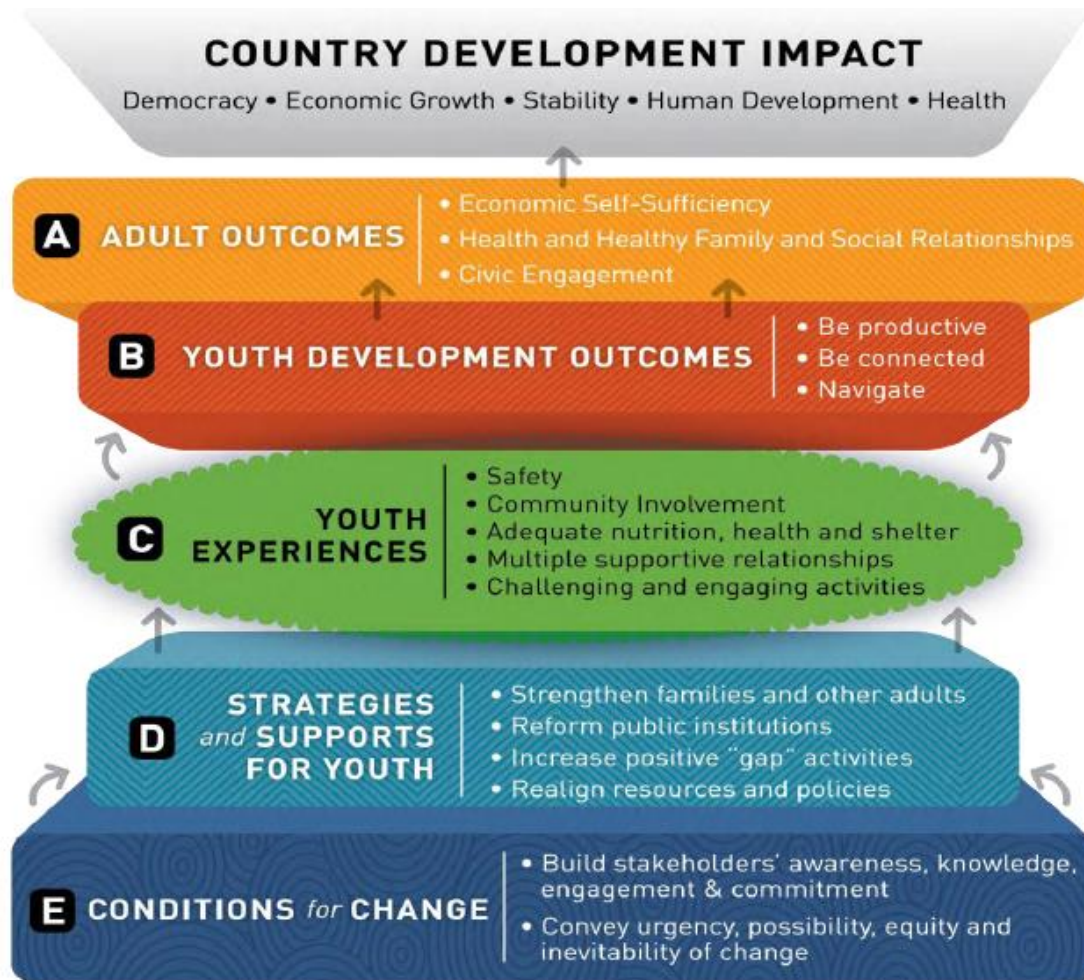 COUNTRY DEVELOPMENT IMPACT
Democracy • Economic Growth • Stability • Human Development • Health
A ADULT OUTCOMES
• Economic Self-Sufficiency
• Health and Healthy Family and Social Relationships
• Civic Engagement
B YOUTH DEVELOPMENT OUTCOMES
• Be productive
• Be connected
• Navigate
C YOUTH
EXPERIENCES
• Safety
• Community Involvement
• Adequate nutrition, health and shelter
• Multiple supportive relationships
• Challenging and engaging activities
D STRATEGIES
and SUPPORTS
FOR YOUTH
• Strengthen families and other adults
• Reform public institutions
• Increase positive “gap” activities
• Realign resources and policies
E CONDITIONS for CHANGE
• Build stakeholders’ awareness, knowledge,
engagement & commitment
• Convey urgency, possibility, equity and
inevitability of change